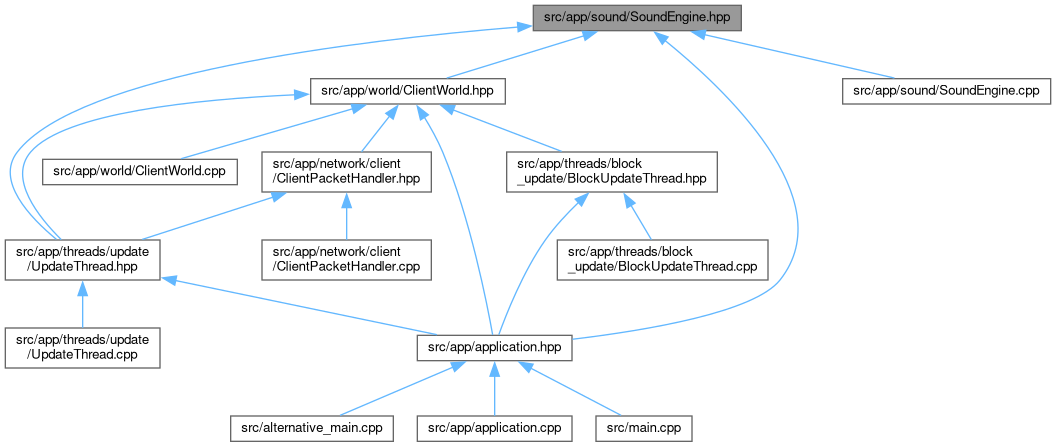 src/app/sound/SoundEngine.hpp
src/app/world/ClientWorld.hpp
src/app/sound/SoundEngine.cpp
src/app/world/ClientWorld.cpp
src/app/network/client
/ClientPacketHandler.hpp
src/app/threads/block
_update/BlockUpdateThread.hpp
src/app/threads/update
/UpdateThread.hpp
src/app/network/client
/ClientPacketHandler.cpp
src/app/threads/block
_update/BlockUpdateThread.cpp
src/app/threads/update
/UpdateThread.cpp
src/app/application.hpp
src/alternative_main.cpp
src/app/application.cpp
src/main.cpp